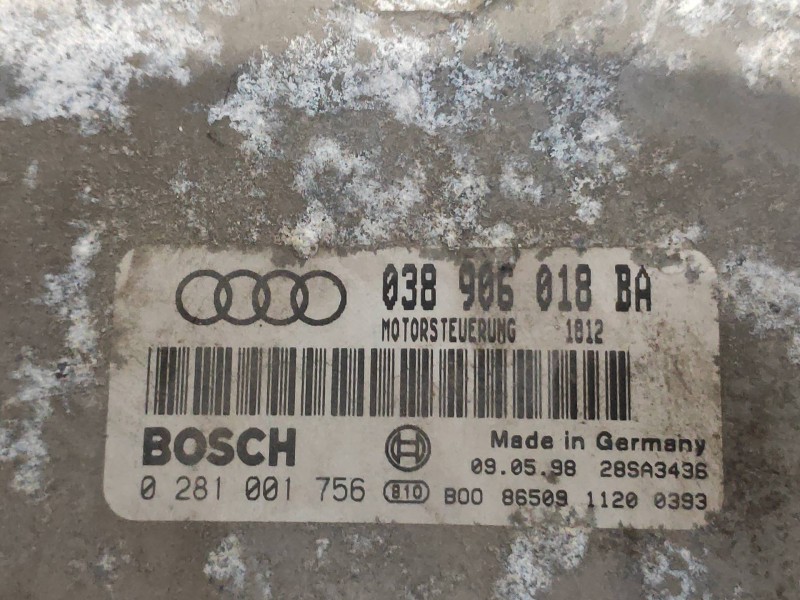 038 906 018 BA
MOTORSTEUERUNG 1812
BOSCH
Made in Germany
09.05.98 28SA3436
0 281 001 756 810 B00 86509 1120 0393